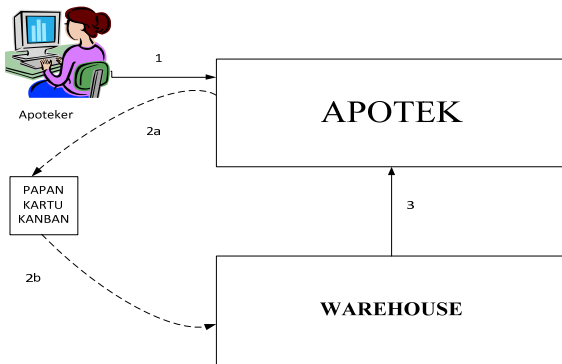 1
APOTEK
Apoteker
2a
PAPAN
KARTU
KANBAN
3
2b
WAREHOUSE